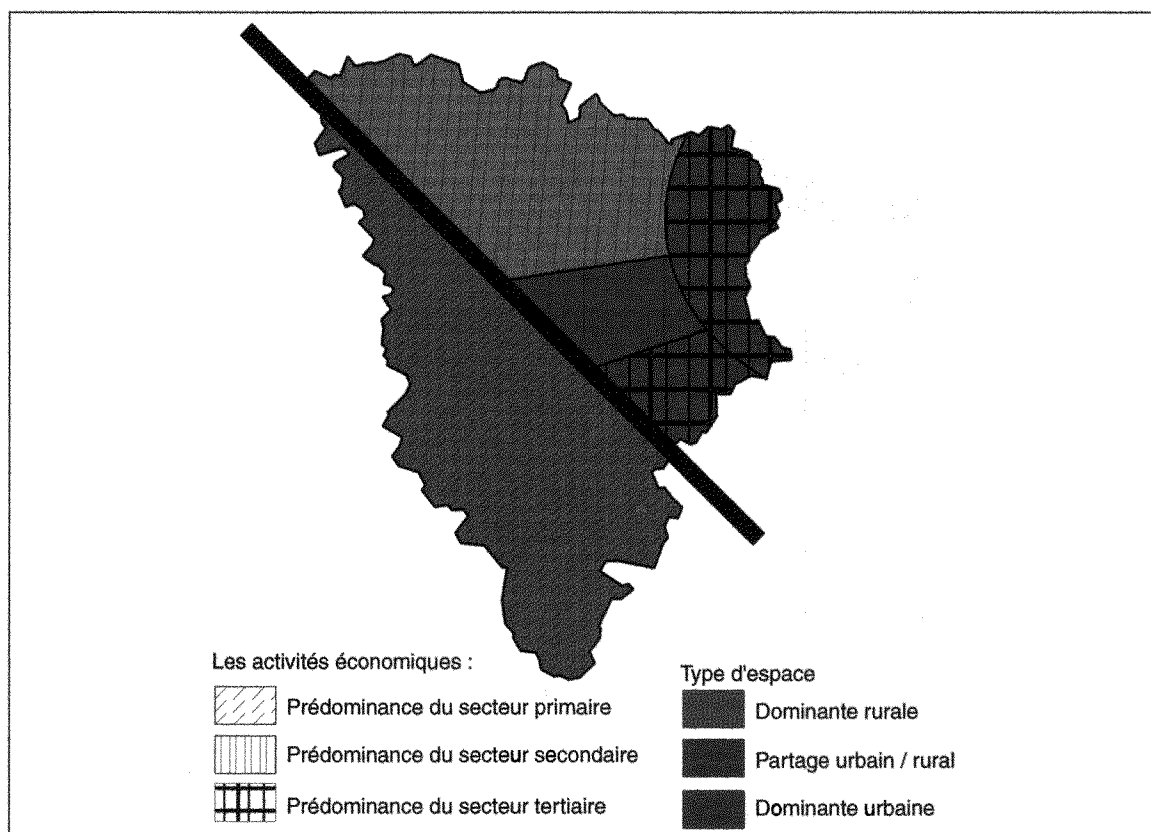 Les activités économiques :
Prédominance du secteur primaire
Prédominance du secteur secondaire
Prédominance du secteur tertiaire
Type d'espace
Dominante rurale
Partage urbain / rural
Dominante urbaine